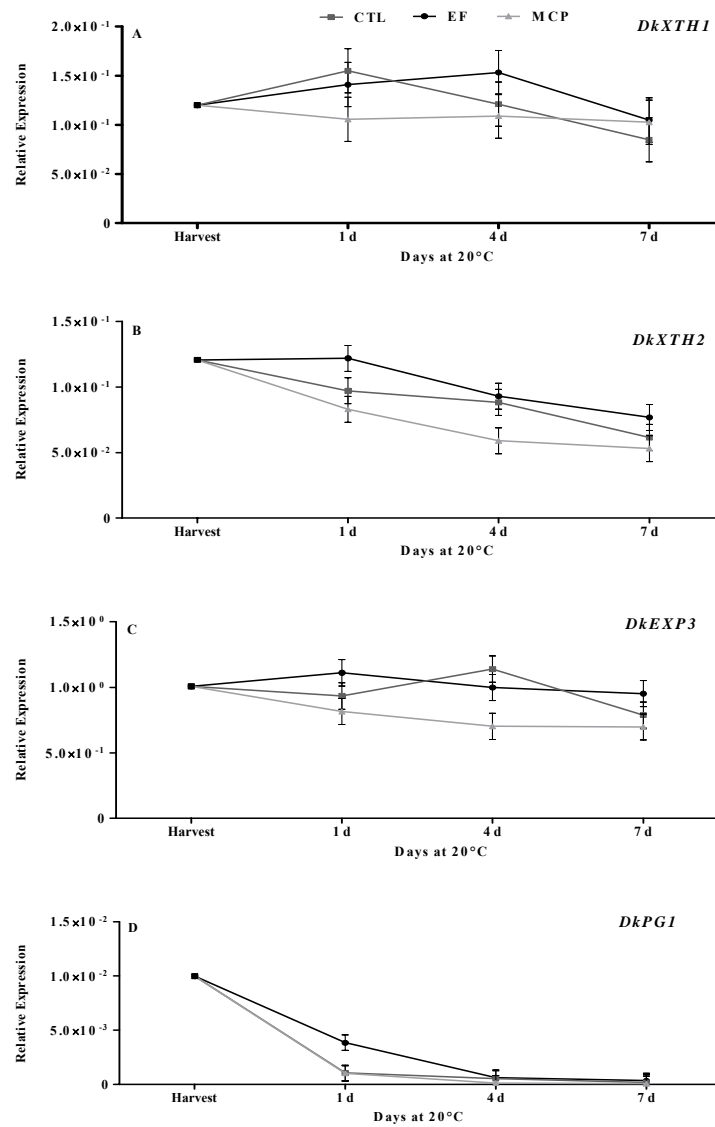 CTL EF MCP
A
DkXTH1
2.0×10⁻¹
1.5×10⁻¹
1.0×10⁻¹
5.0×10⁻²
0
Relative Expression
Harvest 1 d 4 d 7 d
Days at 20°C
B
DkXTH2
1.5×10⁻¹
1.0×10⁻¹
5.0×10⁻²
0
Relative Expression
Harvest 1 d 4 d 7 d
Days at 20°C
C
DkEXP3
1.5×10⁰
1.0×10⁰
5.0×10⁻¹
0
Relative Expression
Harvest 1 d 4 d 7 d
Days at 20°C
D
DkPG1
1.5×10⁻²
1.0×10⁻²
5.0×10⁻³
0
Relative Expression
Harvest 1 d 4 d 7 d
Days at 20°C